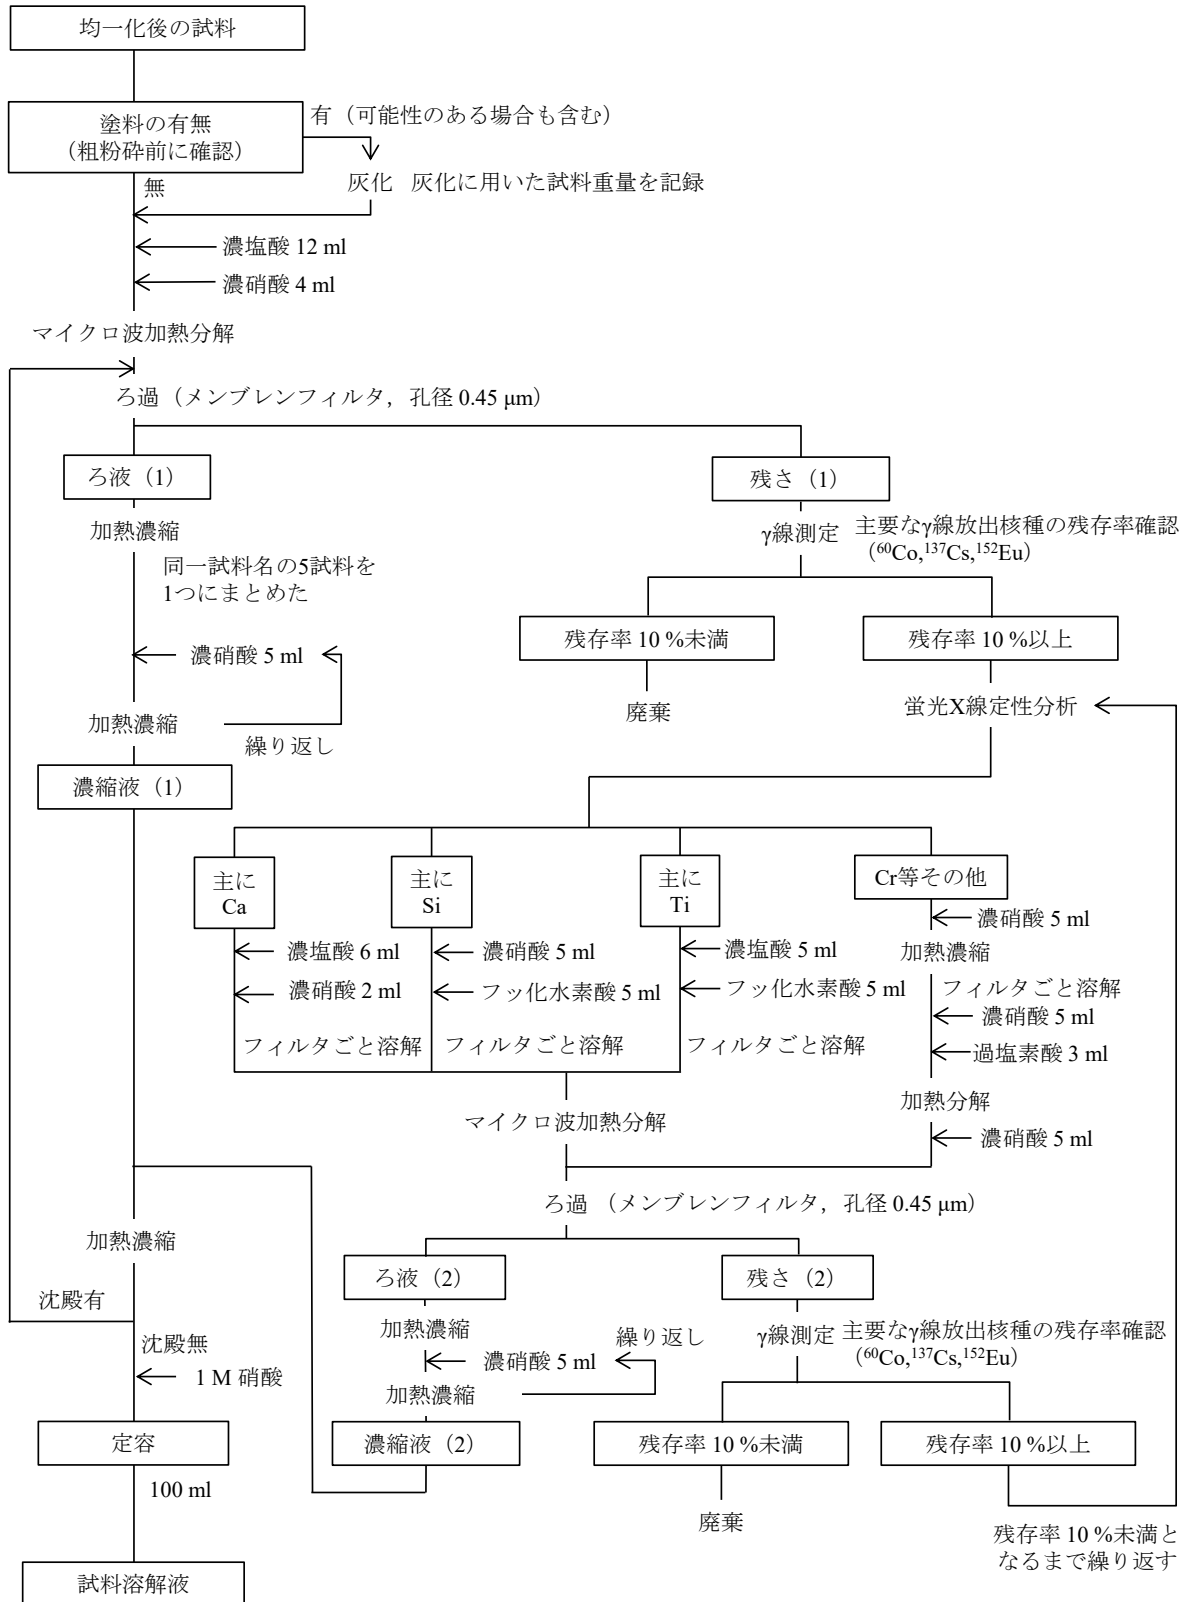 均一化後の試料
塗料の有無
(粗粉砕前に確認)
有（可能性のある場合も含む）
無
灰化　灰化に用いた試料重量を記録
濃塩酸 12 ml
濃硝酸 4 ml
マイクロ波加熱分解
ろ過（メンブレンフィルタ，孔径 0.45 μm）
ろ液（1）
加熱濃縮
同一試料名の5試料を
1つにまとめた
濃硝酸 5 ml
加熱濃縮
繰り返し
濃縮液（1）
残さ（1）
γ線測定
主要なγ線放出核種の残存率確認
（⁶⁰Co,¹³⁷Cs,¹⁵²Eu）
残存率 10 %未満
廃棄
残存率 10 %以上
蛍光X線定性分析
主に
Ca
濃塩酸 6 ml
濃硝酸 2 ml
フィルタごと溶解
主に
Si
濃硝酸 5 ml
フッ化水素酸 5 ml
フィルタごと溶解
主に
Ti
濃塩酸 5 ml
フッ化水素酸 5 ml
フィルタごと溶解
Cr等その他
濃硝酸 5 ml
加熱濃縮
フィルタごと溶解
濃硝酸 5 ml
過塩素酸 3 ml
加熱分解
濃硝酸 5 ml
マイクロ波加熱分解
ろ過 （メンブレンフィルタ，孔径 0.45 μm）
ろ液（2）
加熱濃縮
濃硝酸 5 ml
繰り返し
加熱濃縮
濃縮液（2）
残さ（2）
γ線測定
主要なγ線放出核種の残存率確認
（⁶⁰Co,¹³⁷Cs,¹⁵²Eu）
残存率 10 %未満
廃棄
残存率 10 %以上
残存率 10 %未満と
なるまで繰り返す
加熱濃縮
沈殿有
沈殿無
1 M 硝酸
定容
100 ml
試料溶解液